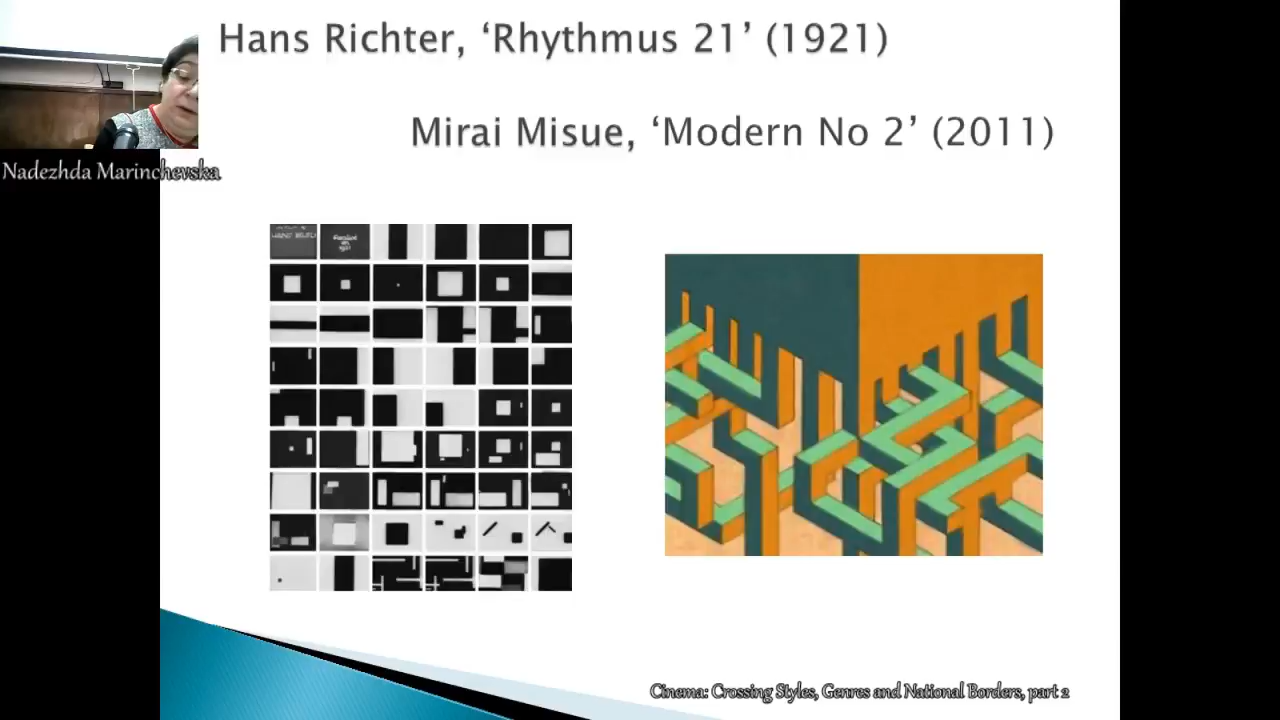 Hans Richter, ‘Rhythmus 21’ (1921)
Mirai Misue, ‘Modern No 2’ (2011)
Nadezhda Marinchevska
Cinema: Crossing Styles, Genres and National Borders, part 2